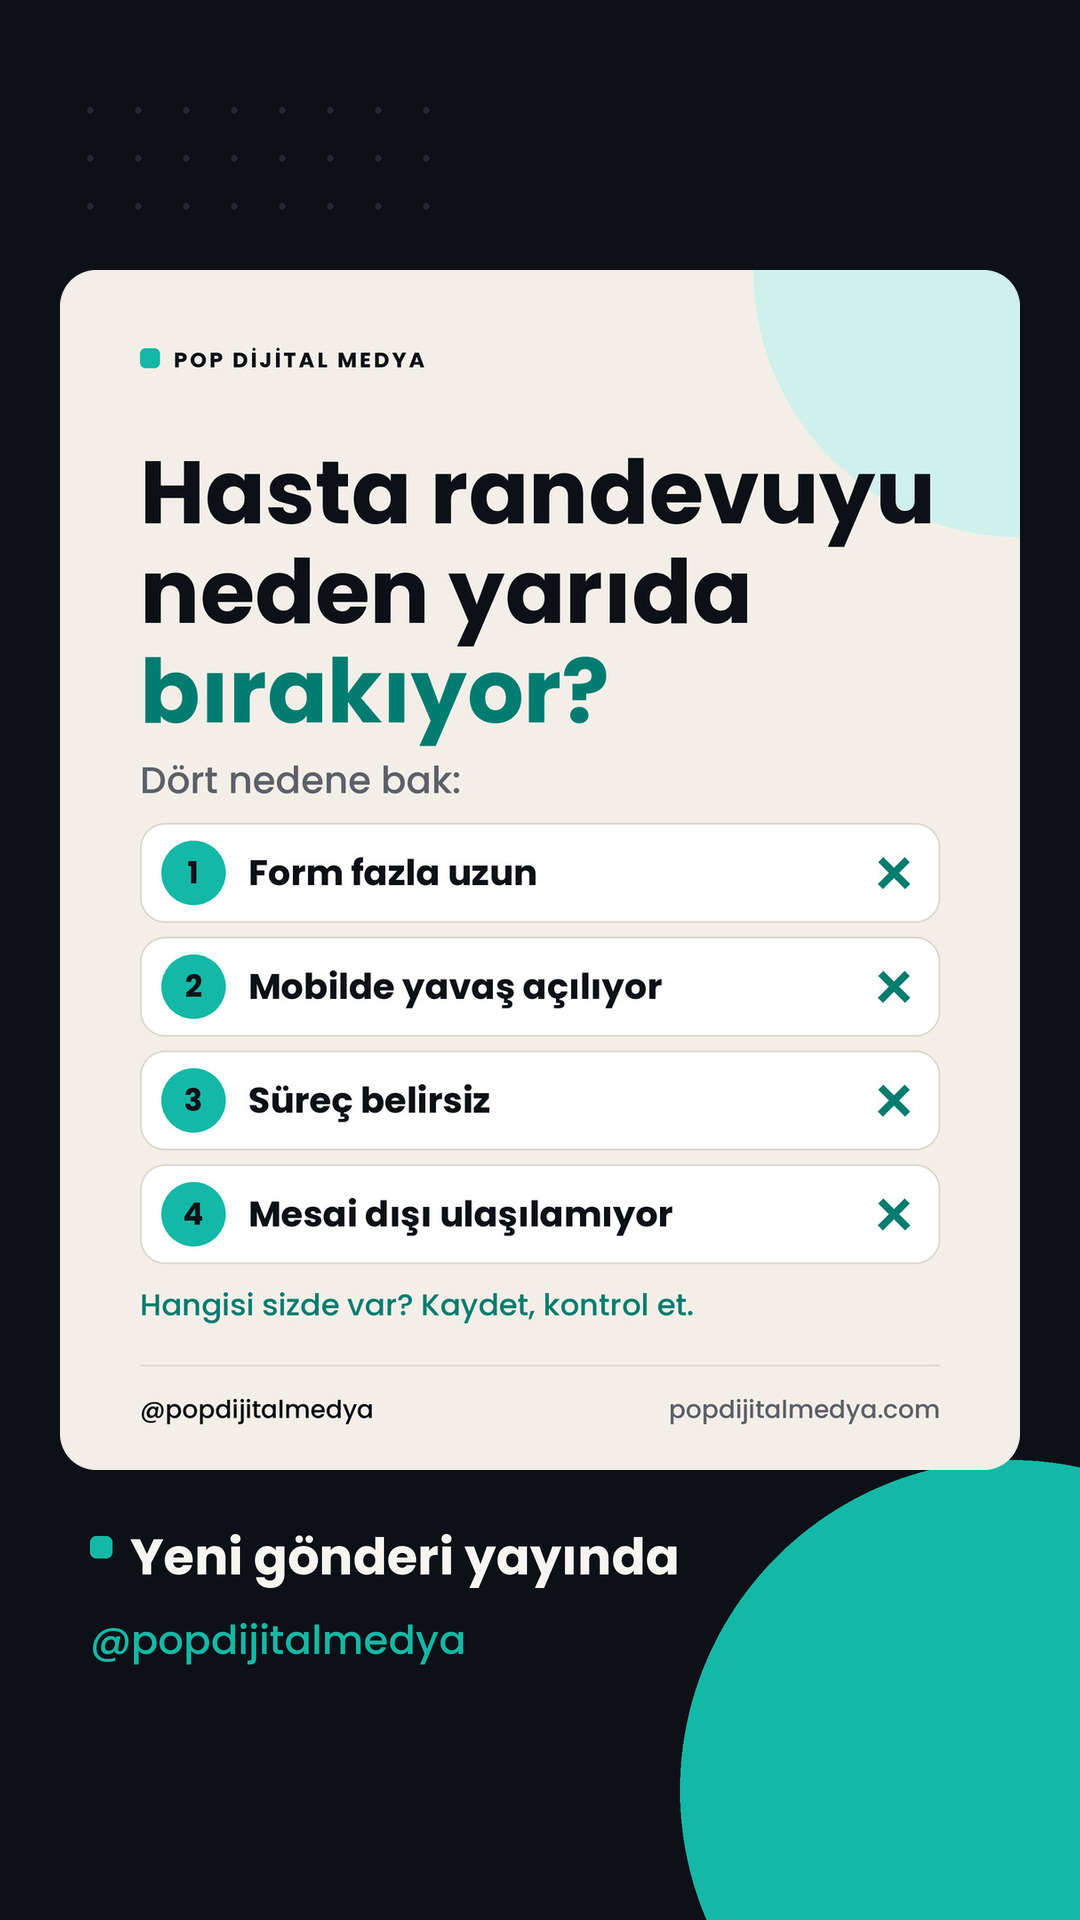 POP DİJİTAL MEDYA
Hasta randevuyu
neden yarıda
bırakıyor?
Dört nedene bak:
1 Form fazla uzun ✕
2 Mobilde yavaş açılıyor ✕
3 Süreç belirsiz ✕
4 Mesai dışı ulaşılamıyor ✕
Hangisi sizde var? Kaydet, kontrol et.
@popdijitalmedya popdijitalmedya.com
Yeni gönderi yayında
@popdijitalmedya